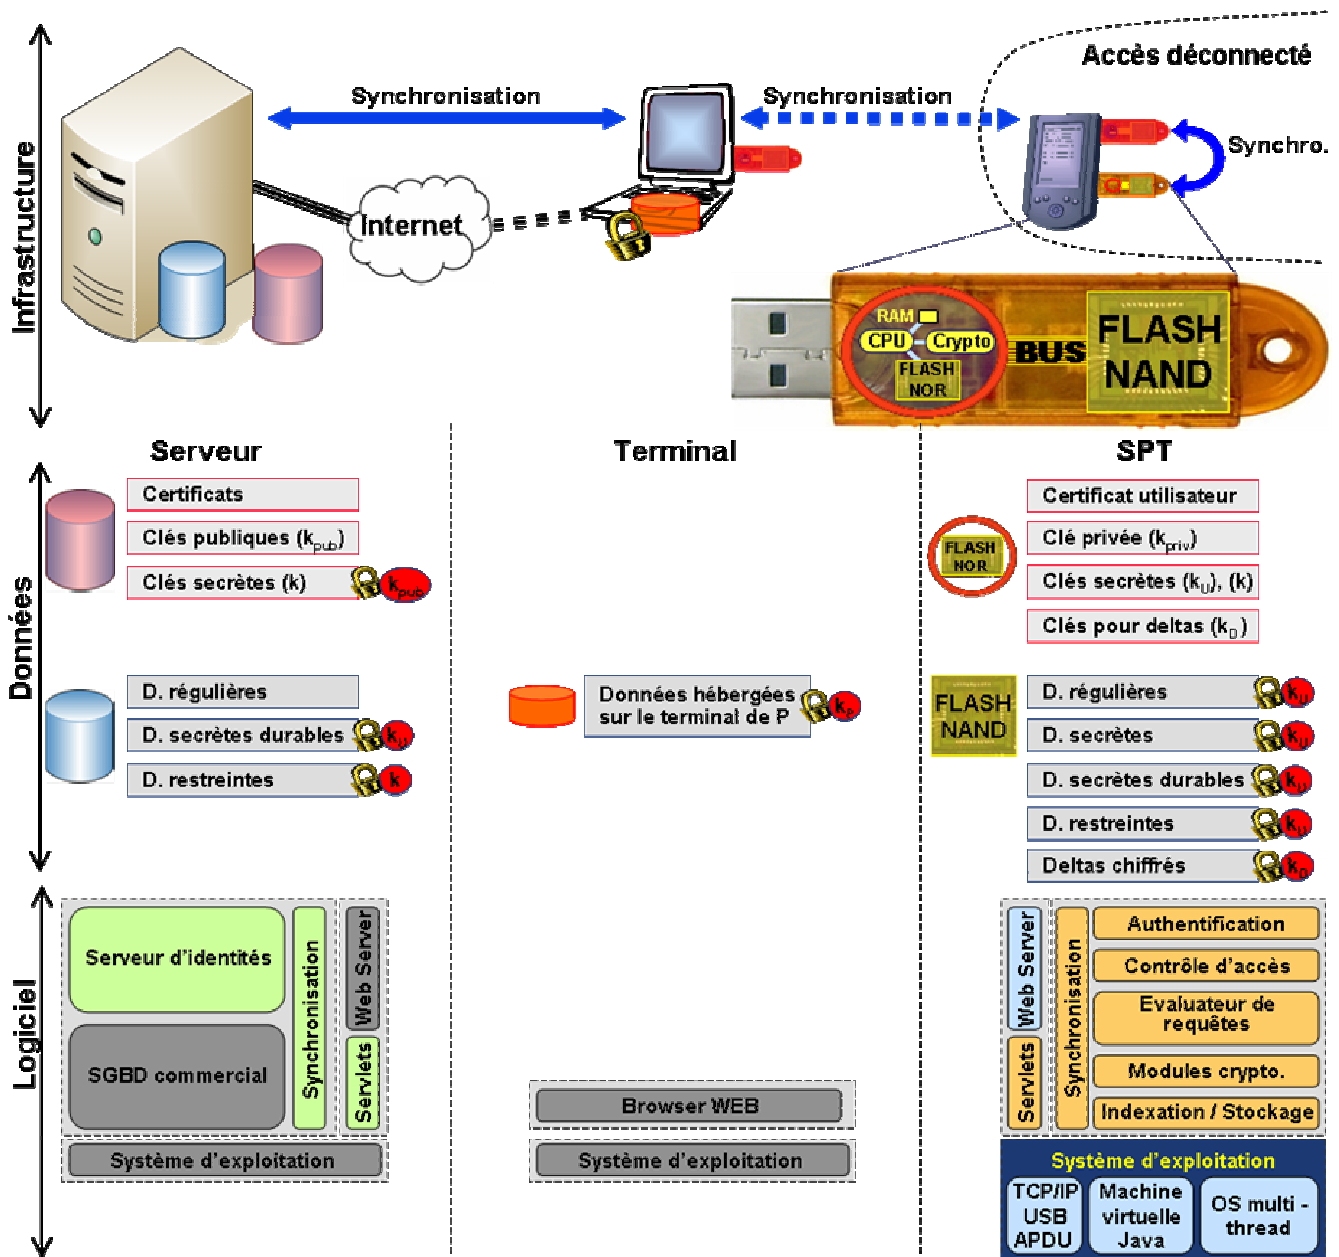 Infrastructure
Accès déconnecté
Synchronisation
Synchronisation
Synchro.
Internet
RAM
CPU
Crypto
FLASH
NOR
BUS
FLASH
NAND
Données
Serveur
Terminal
SPT
Certificats
Clés publiques (kpub)
Clés secrètes (k)
kpub
Certificat utilisateur
Clé privée (kpriv)
Clés secrètes (kU), (k)
Clés pour deltas (kD)
FLASH
NOR
D. régulières
D. secrètes durables
kU
D. restreintes
k
Données hébergées
sur le terminal de P
kP
FLASH
NAND
D. régulières
kU
D. secrètes
kU
D. secrètes durables
kU
D. restreintes
kU
Deltas chiffrés
kD
Logiciel
Serveur d'identités
SGBD commercial
Synchronisation
Web Server
Servlets
Système d'exploitation
Browser WEB
Système d'exploitation
Web Server
Servlets
Synchronisation
Authentification
Contrôle d'accès
Evaluateur de
requêtes
Modules crypto.
Indexation / Stockage
Système d'exploitation
TCP/IP
USB
APDU
Machine
virtuelle
Java
OS multi -
thread